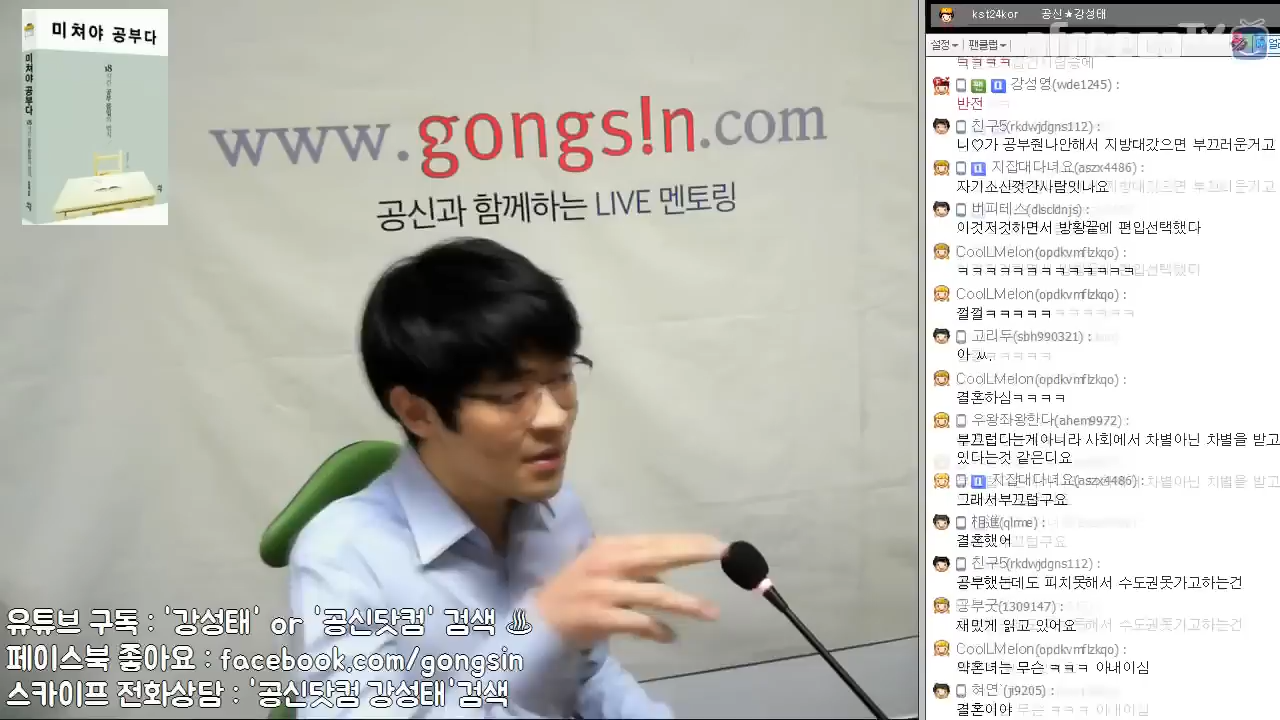 미쳐야 공부다
미쳐야 공부다
www.gongs!n.com
공신과 함께하는 LIVE 멘토링
유튜브 구독 : '강성태' or '공신닷컴' 검색 ♨
페이스북 좋아요 : facebook.com/gongsin
스카이프 전화상담 : '공신닷컴 강성태'검색
kst24kor 공신★강성태
설정 팬클럽
강성영(wde1245) :
반전
친구5(rkdwjdgns112) :
니♡가 공부줜나안해서 지방대갔으면 부끄러운거고
지잡대다녀요(aszx4486) :
자기소신껏간사람잇나요
버피테스(dlscldnjs) :
이것저것하면서 방황끝에 편입선택했다
CoolLMelon(opdkvmflzkqo) :
ㅋㅋㅋㅋㅋㅋㅋㅋㅋㅋㅋㅋㅋ
CoolLMelon(opdkvmflzkqo) :
껄껄ㅋㅋㅋㅋㅋ
고리두(sbh990321) :
아
CoolLMelon(opdkvmflzkqo) :
결혼하심ㅋㅋㅋㅋ
우왕좌왕한다(ahem9972) :
부끄럽다는게아니라 사회에서 차별아닌 차별을 받고
있다는것 같은디요
지잡대다녀요(aszx4486) :
그래서부끄럽구요
相進(qlrme) :
결혼했어
친구5(rkdwjdgns112) :
공부했는데도 피치못해서 수도권못가고하는건
공부굿(1309147) :
재밌게 읽고 있어요
CoolLMelon(opdkvmflzkqo) :
약혼녀는 무슨 ㅋㅋㅋ 아내이심
혀연¨(ji9205) :
결혼이야